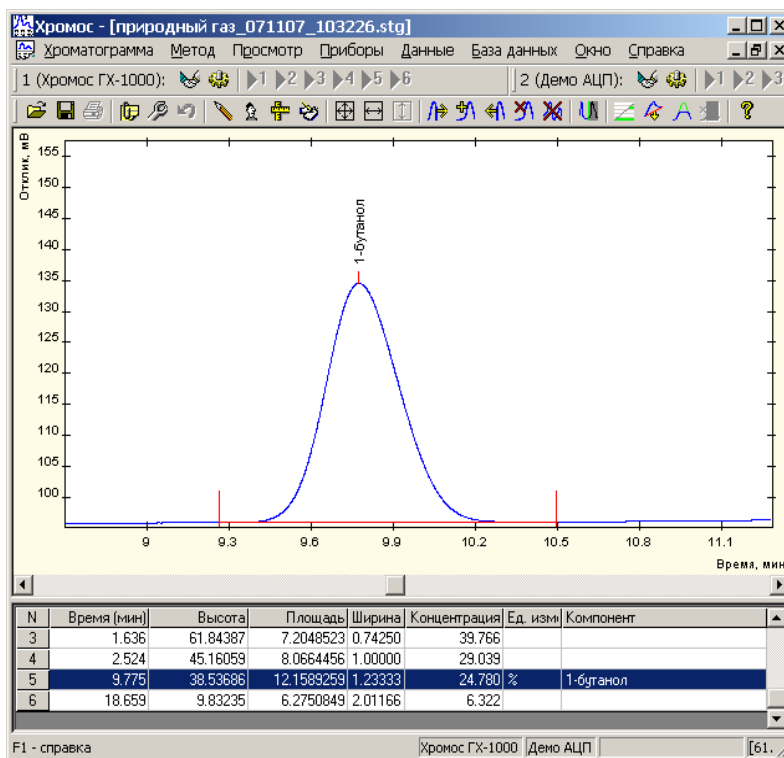 Хромос - [природный газ_071107_103226.stg]
Хроматограмма Метод Просмотр Приборы Данные База данных Окно Справка
1 (Хромос ГХ-1000): 1 2 3 4 5 6 2 (Демо АЦП): 1 2 3
Отклик, мВ
155
150
145
140
135
130
125
120
115
110
105
100
1-бутанол
9 9.3 9.6 9.9 10.2 10.5 10.8 11.1
Время, мин
N Время (мин) Высота Площадь Ширина Концентрация Ед. изм Компонент
3 1.636 61.84387 7.2048523 0.74250 39.766
4 2.524 45.16059 8.0664456 1.00000 29.039
5 9.775 38.53686 12.1589269 1.23333 24.780 % 1-бутанол
6 18.659 9.83235 6.2750849 2.01166 6.322
F1 - справка Хромос ГХ-1000 Демо АЦП [61.